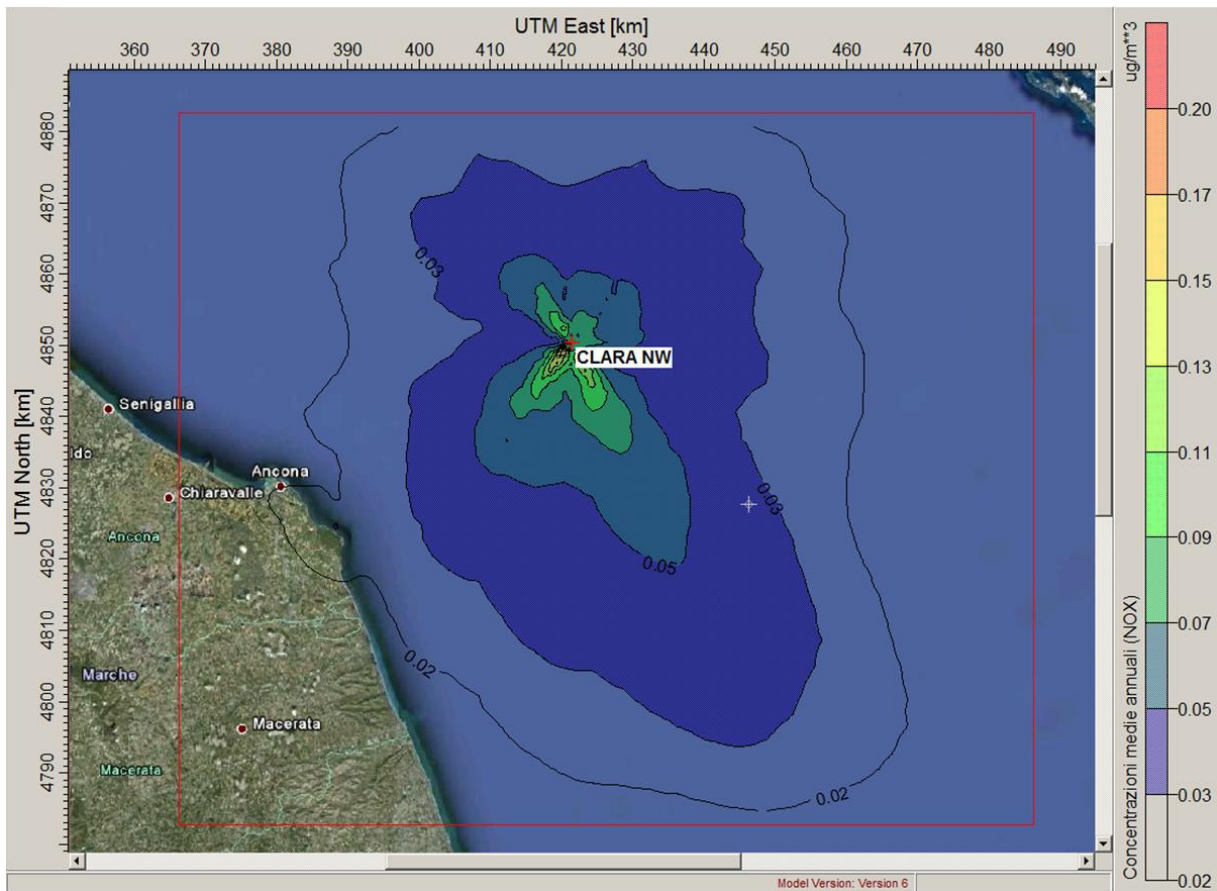 UTM East [km]
360 370 380 390 400 410 420 430 440 450 460 470 480 490
ug/m**3
0.20
0.17
0.15
0.13
0.11
0.09
0.07
0.05
0.03
0.02
Concentrazioni medie annuali (NOX)
UTM North [km]
4880
4870
4860
4850
4840
4830
4820
4810
4800
4790
0.03
CLARA NW
Senigallia
ldo
Ancona
Chiaravalle
0.03
Ancona
0.05
0.02
Marche
Macerata
Macerata
0.02
Model Version: Version 6